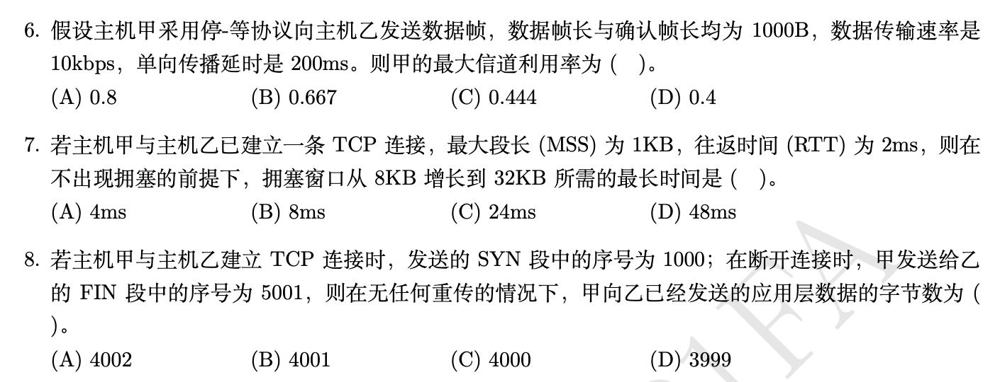 6. 假设主机甲采用停-等协议向主机乙发送数据帧，数据帧长与确认帧长均为 1000B，数据传输速率是
10kbps，单向传播延时是 200ms。则甲的最大信道利用率为 (    )。
(A) 0.8    (B) 0.667    (C) 0.444    (D) 0.4
7. 若主机甲与主机乙已建立一条 TCP 连接，最大段长 (MSS) 为 1KB，往返时间 (RTT) 为 2ms，则在
不出现拥塞的前提下，拥塞窗口从 8KB 增长到 32KB 所需的最长时间是 (    )。
(A) 4ms    (B) 8ms    (C) 24ms    (D) 48ms
8. 若主机甲与主机乙建立 TCP 连接时，发送的 SYN 段中的序号为 1000；在断开连接时，甲发送给乙
的 FIN 段中的序号为 5001，则在无任何重传的情况下，甲向乙已经发送的应用层数据的字节数为 (
)。
(A) 4002    (B) 4001    (C) 4000    (D) 3999
1FA